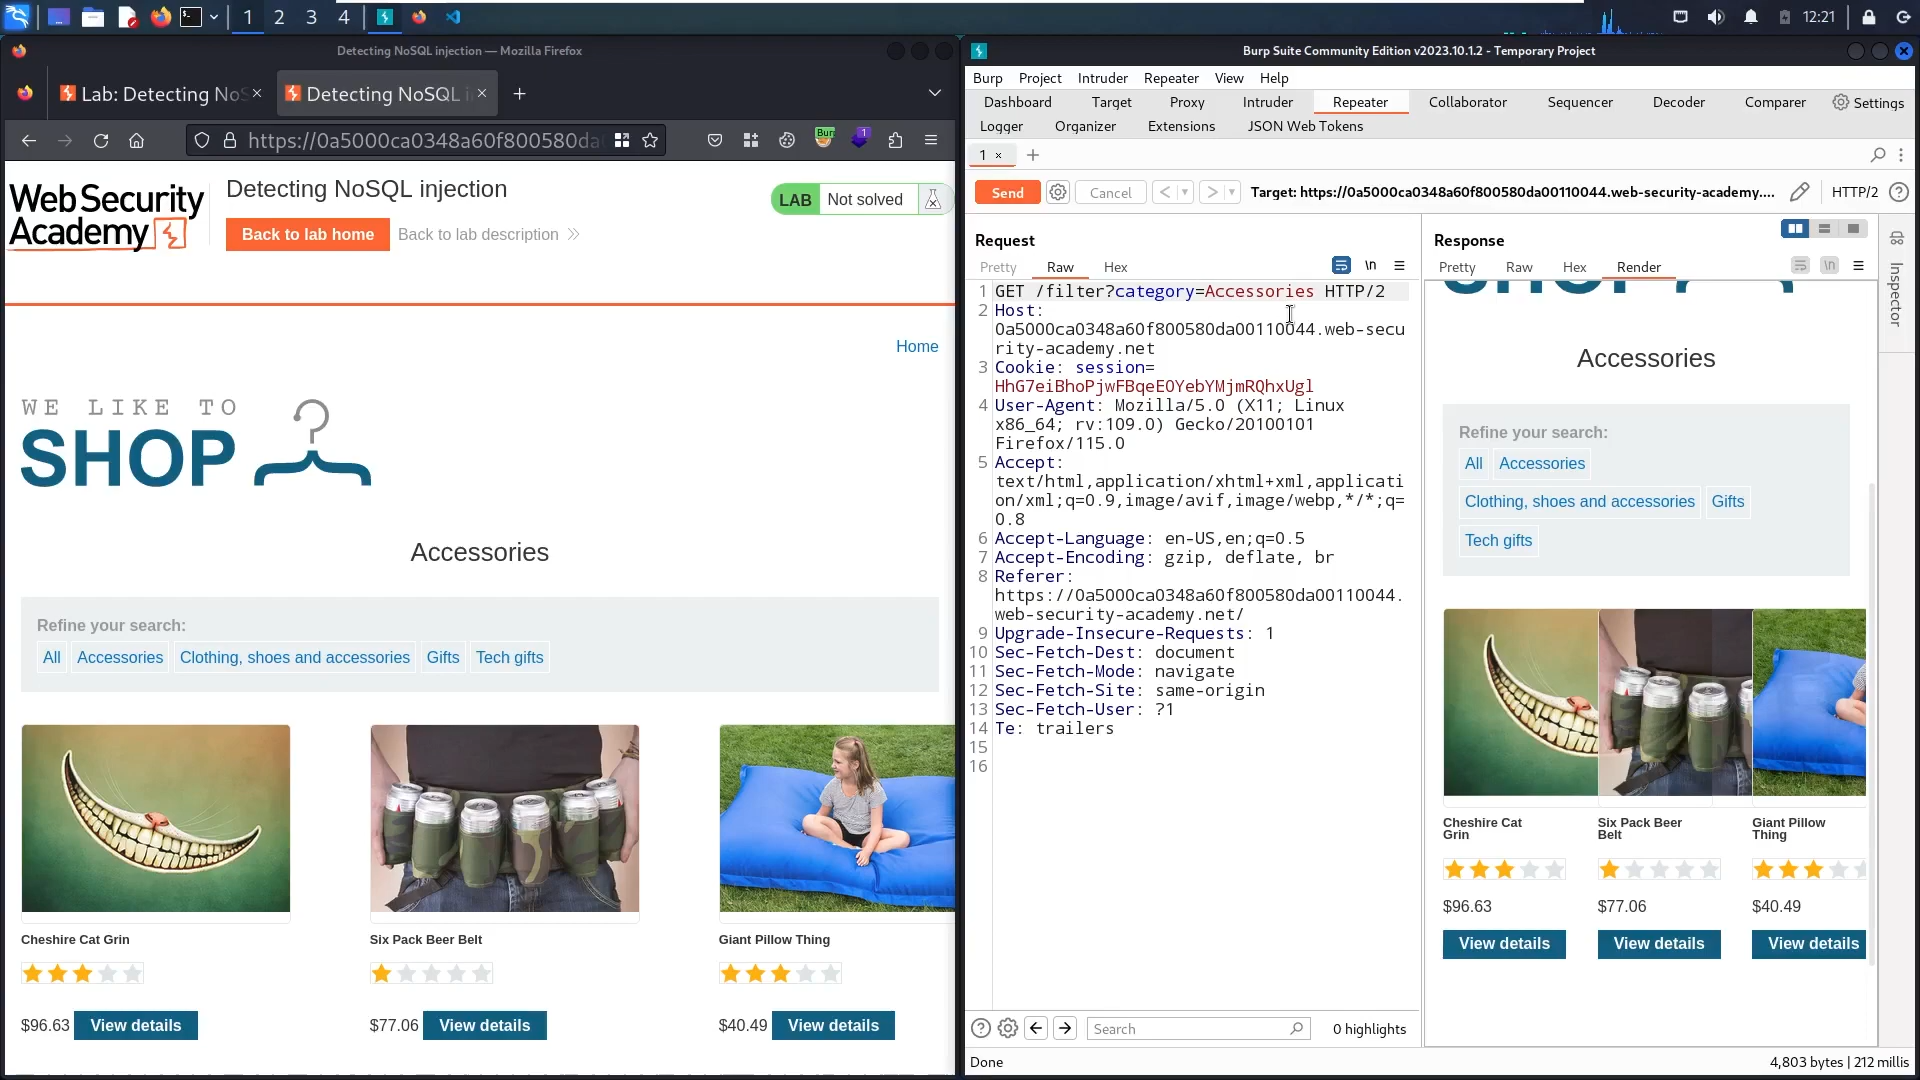 1 2 3 4
12:21
Detecting NoSQL injection — Mozilla Firefox
Lab: Detecting NoS
Detecting NoSQL i
https://0a5000ca0348a60f800580da
Bur
1
Web Security
Academy
Detecting NoSQL injection
Back to lab home
Back to lab description
LAB Not solved
Home
WE LIKE TO
SHOP
Accessories
Refine your search:
All Accessories Clothing, shoes and accessories Gifts Tech gifts
Cheshire Cat Grin
Six Pack Beer Belt
Giant Pillow Thing
$96.63 View details
$77.06 View details
$40.49 View details
Burp Suite Community Edition v2023.10.1.2 - Temporary Project
Burp Project Intruder Repeater View Help
Dashboard Target Proxy Intruder Repeater Collaborator Sequencer Decoder Comparer Settings
Logger Organizer Extensions JSON Web Tokens
1 × +
Send Cancel < > Target: https://0a5000ca0348a60f800580da00110044.web-security-academy.... HTTP/2 ?
Request
Pretty Raw Hex \n
1 GET /filter?category=Accessories HTTP/2
2 Host:
0a5000ca0348a60f800580da00110044.web-secu
rity-academy.net
3 Cookie: session=
HhG7eiBhoPjwFBqeEOYebYMjmRQhxUgl
4 User-Agent: Mozilla/5.0 (X11; Linux
x86_64; rv:109.0) Gecko/20100101
Firefox/115.0
5 Accept:
text/html,application/xhtml+xml,applicati
on/xml;q=0.9,image/avif,image/webp,*/*;q=
0.8
6 Accept-Language: en-US,en;q=0.5
7 Accept-Encoding: gzip, deflate, br
8 Referer:
https://0a5000ca0348a60f800580da00110044.
web-security-academy.net/
9 Upgrade-Insecure-Requests: 1
10 Sec-Fetch-Dest: document
11 Sec-Fetch-Mode: navigate
12 Sec-Fetch-Site: same-origin
13 Sec-Fetch-User: ?1
14 Te: trailers
15
16
Search
0 highlights
Response
Pretty Raw Hex Render \n
Accessories
Refine your search:
All Accessories
Clothing, shoes and accessories Gifts
Tech gifts
Cheshire Cat
Grin
Six Pack Beer
Belt
Giant Pillow
Thing
$96.63
$77.06
$40.49
View details
View details
View details
Inspector
Done
4,803 bytes | 212 millis